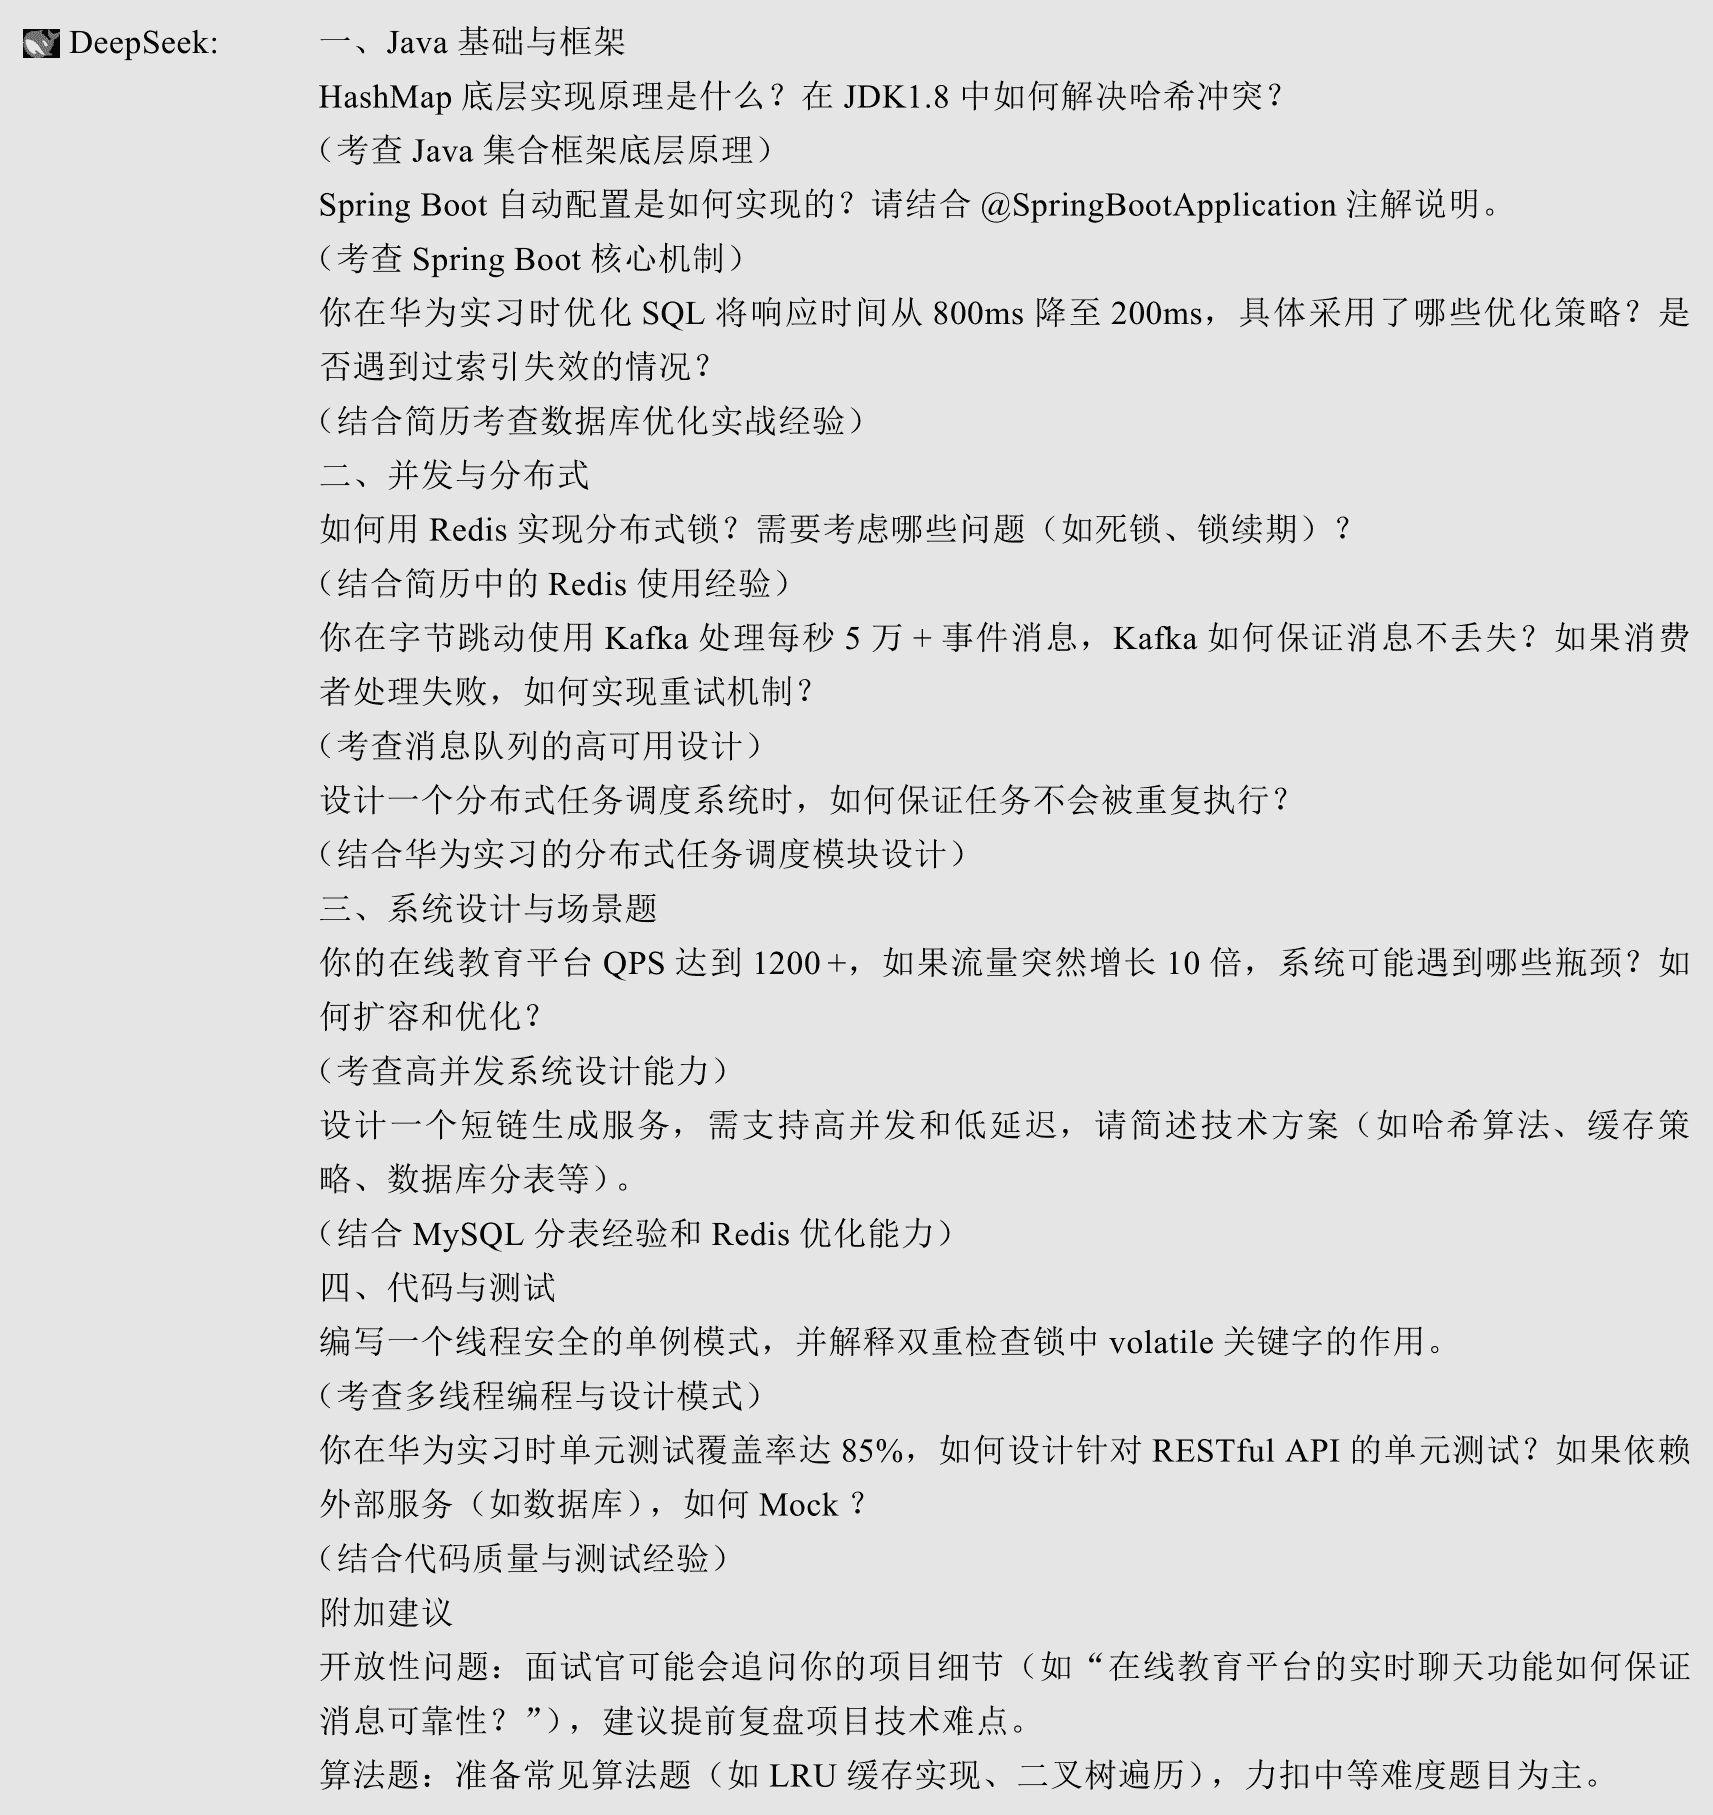 DeepSeek: 一、Java 基础与框架
HashMap 底层实现原理是什么？在 JDK1.8 中如何解决哈希冲突？
（考查 Java 集合框架底层原理）
Spring Boot 自动配置是如何实现的？请结合 @SpringBootApplication 注解说明。
（考查 Spring Boot 核心机制）
你在华为实习时优化 SQL 将响应时间从 800ms 降至 200ms，具体采用了哪些优化策略？是
否遇到过索引失效的情况？
（结合简历考查数据库优化实战经验）
二、并发与分布式
如何用 Redis 实现分布式锁？需要考虑哪些问题（如死锁、锁续期）？
（结合简历中的 Redis 使用经验）
你在字节跳动使用 Kafka 处理每秒 5 万 + 事件消息，Kafka 如何保证消息不丢失？如果消费
者处理失败，如何实现重试机制？
（考查消息队列的高可用设计）
设计一个分布式任务调度系统时，如何保证任务不会被重复执行？
（结合华为实习的分布式任务调度模块设计）
三、系统设计与场景题
你的在线教育平台 QPS 达到 1200 +，如果流量突然增长 10 倍，系统可能遇到哪些瓶颈？如
何扩容和优化？
（考查高并发系统设计能力）
设计一个短链生成服务，需支持高并发和低延迟，请简述技术方案（如哈希算法、缓存策
略、数据库分表等）。
（结合 MySQL 分表经验和 Redis 优化能力）
四、代码与测试
编写一个线程安全的单例模式，并解释双重检查锁中 volatile 关键字的作用。
（考查多线程编程与设计模式）
你在华为实习时单元测试覆盖率达 85%，如何设计针对 RESTful API 的单元测试？如果依赖
外部服务（如数据库），如何 Mock ？
（结合代码质量与测试经验）
附加建议
开放性问题：面试官可能会追问你的项目细节（如“在线教育平台的实时聊天功能如何保证
消息可靠性？”），建议提前复盘项目技术难点。
算法题：准备常见算法题（如 LRU 缓存实现、二叉树遍历），力扣中等难度题目为主。